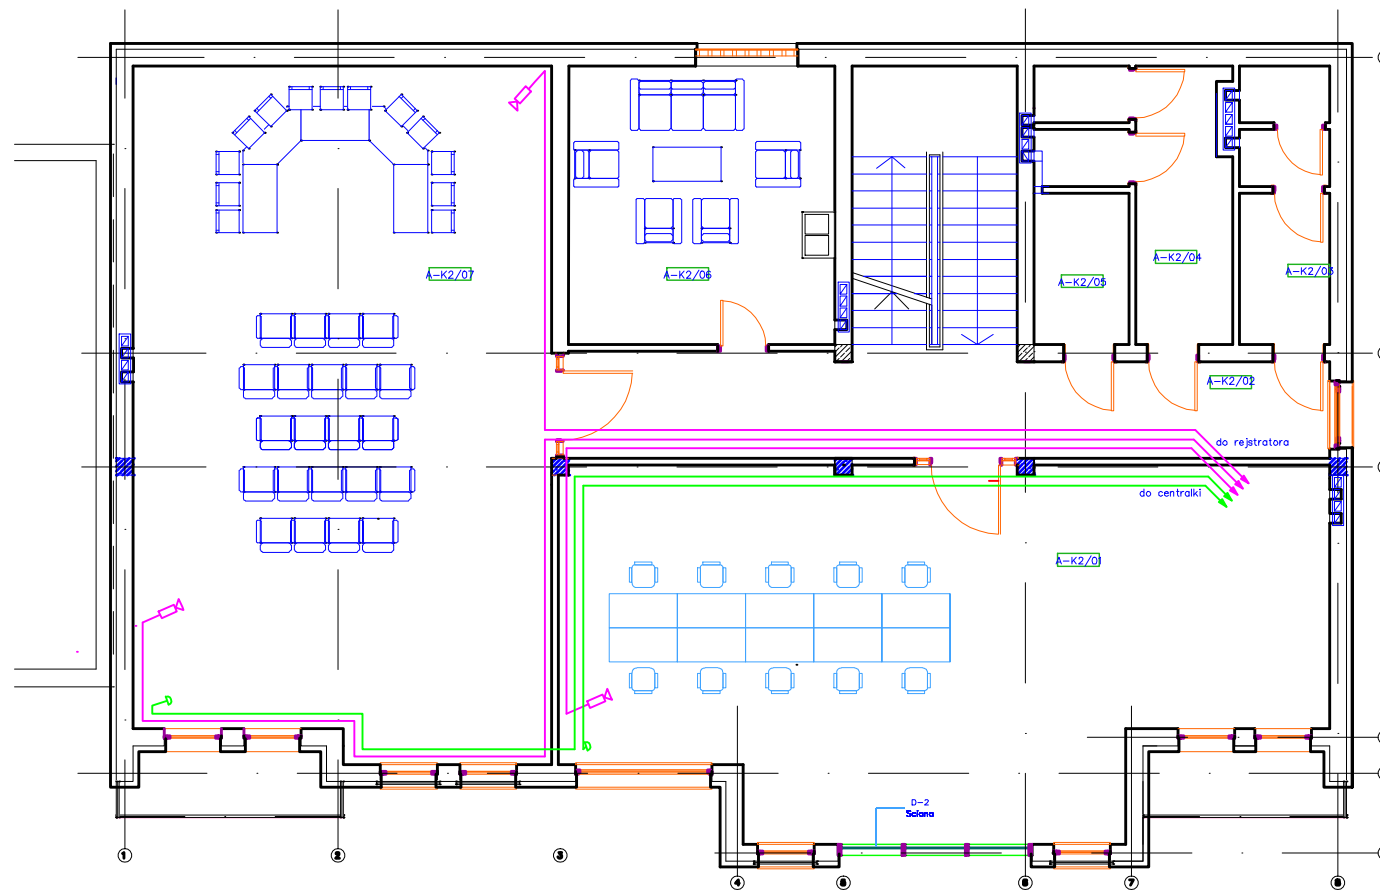 A-K2/07
A-K2/06
A-K2/05
A-K2/04
A-K2/03
A-K2/02
do rejstratora
do centralki
A-K2/01
D-2
Ściana
1
2
3
4
5
6
7
8